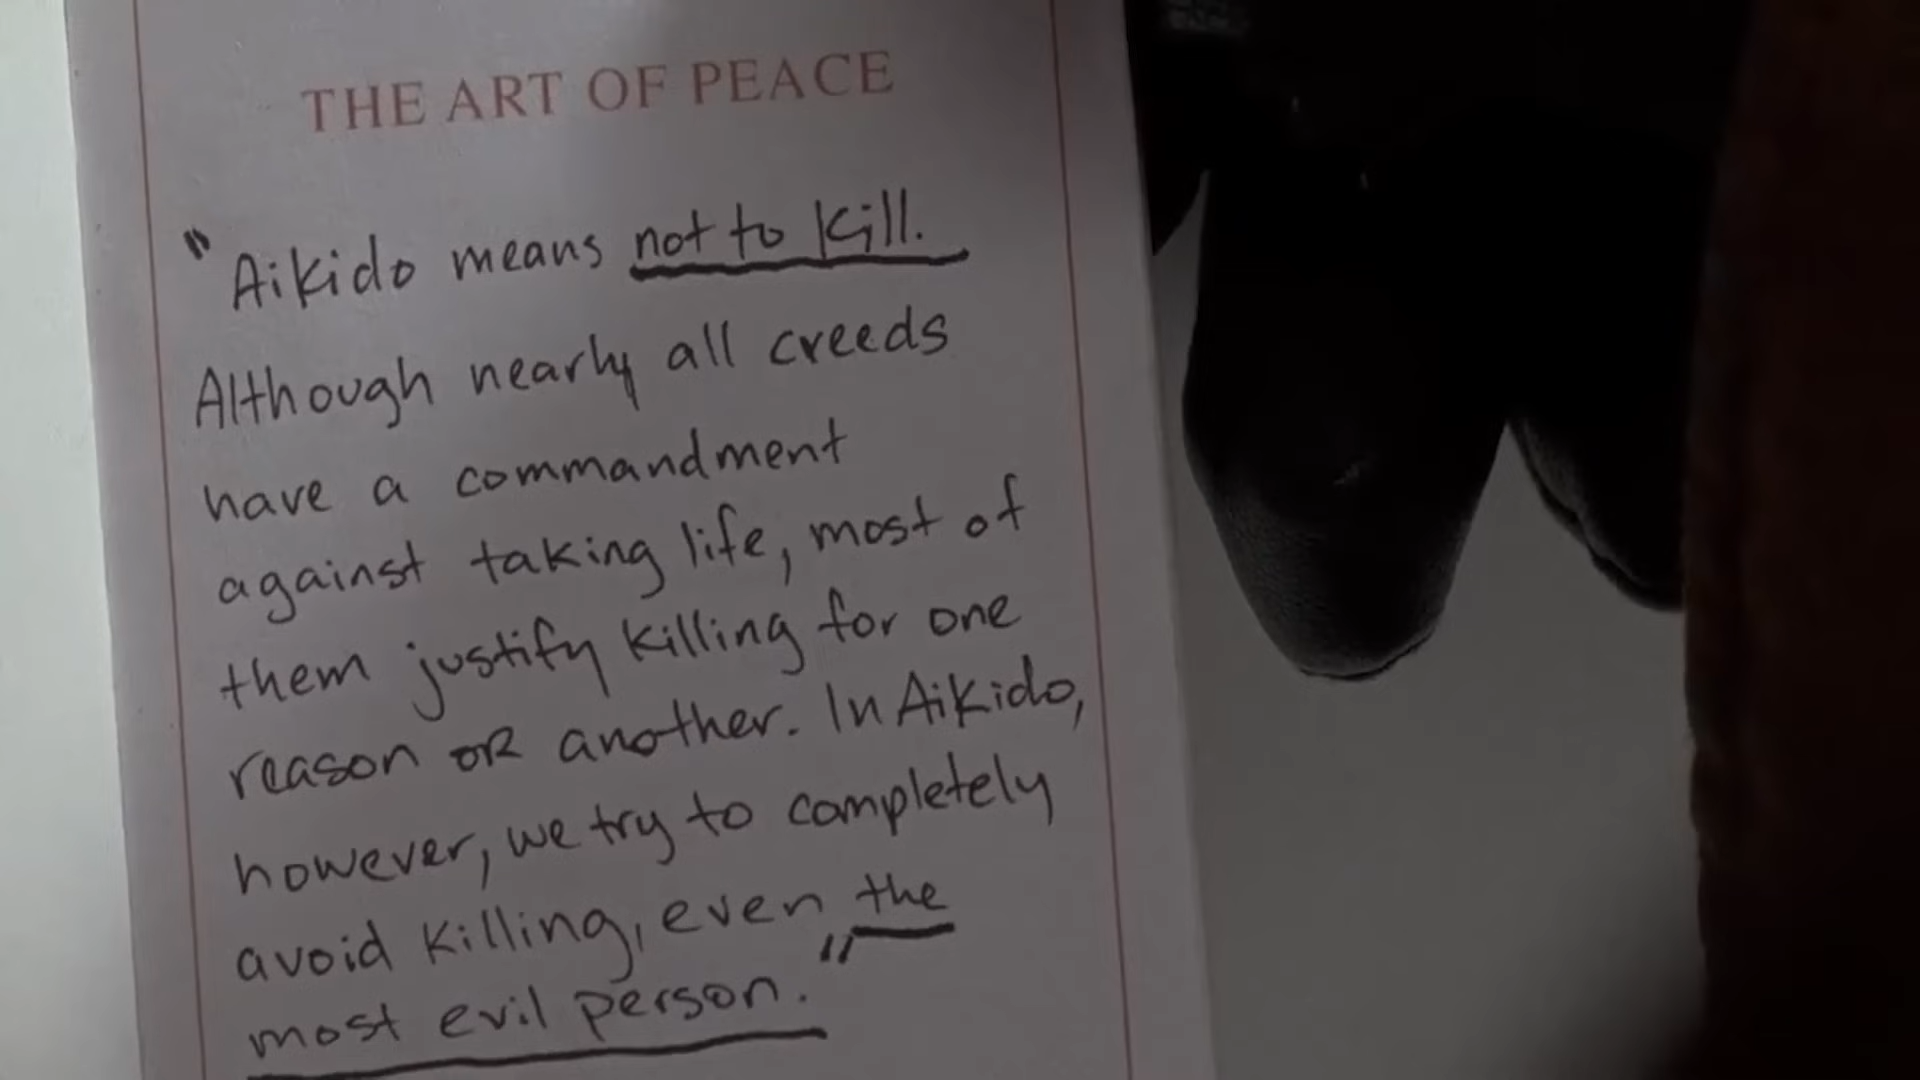 THE ART OF PEACE
"Aikido means not to kill.
Although nearly all creeds
have a commandment
against taking life, most of
them justify killing for one
reason or another. In Aikido,
however, we try to completely
avoid killing, even the
most evil person."